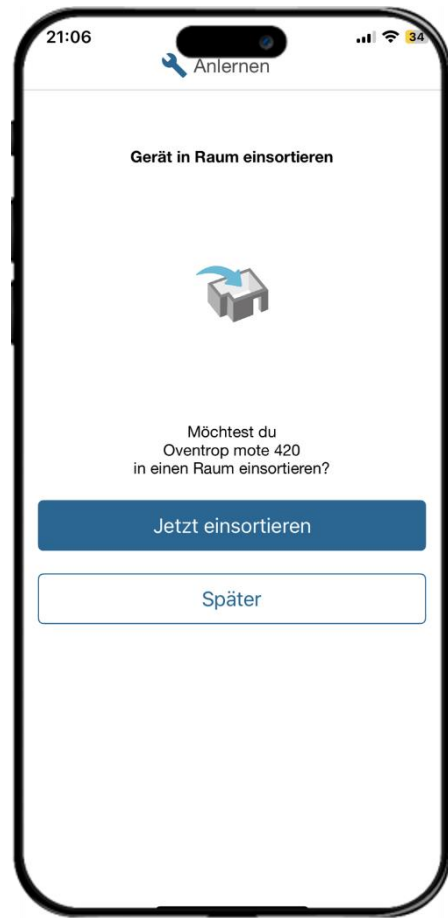 21:06
34
Anlernen
Gerät in Raum einsortieren
Möchtest du
Oventrop mote 420
in einen Raum einsortieren?
Jetzt einsortieren
Später